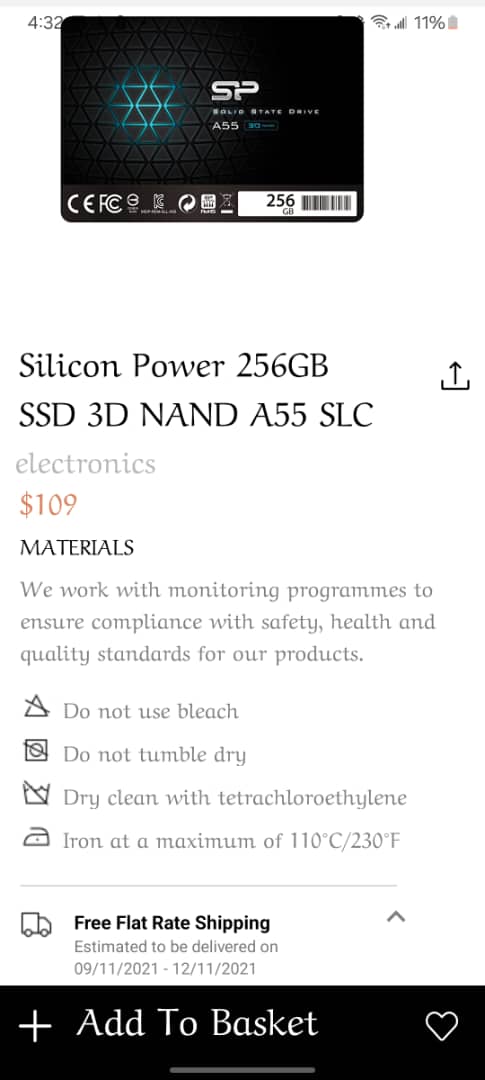 4:32
11%
SP
SOLID STATE DRIVE
A55 3D
CE FC
256
GB
Silicon Power 256GB
SSD 3D NAND A55 SLC
electronics
$109
MATERIALS
We work with monitoring programmes to
ensure compliance with safety, health and
quality standards for our products.
Do not use bleach
Do not tumble dry
Dry clean with tetrachloroethylene
Iron at a maximum of 110°C/230°F
Free Flat Rate Shipping
Estimated to be delivered on
09/11/2021 - 12/11/2021
+ Add To Basket